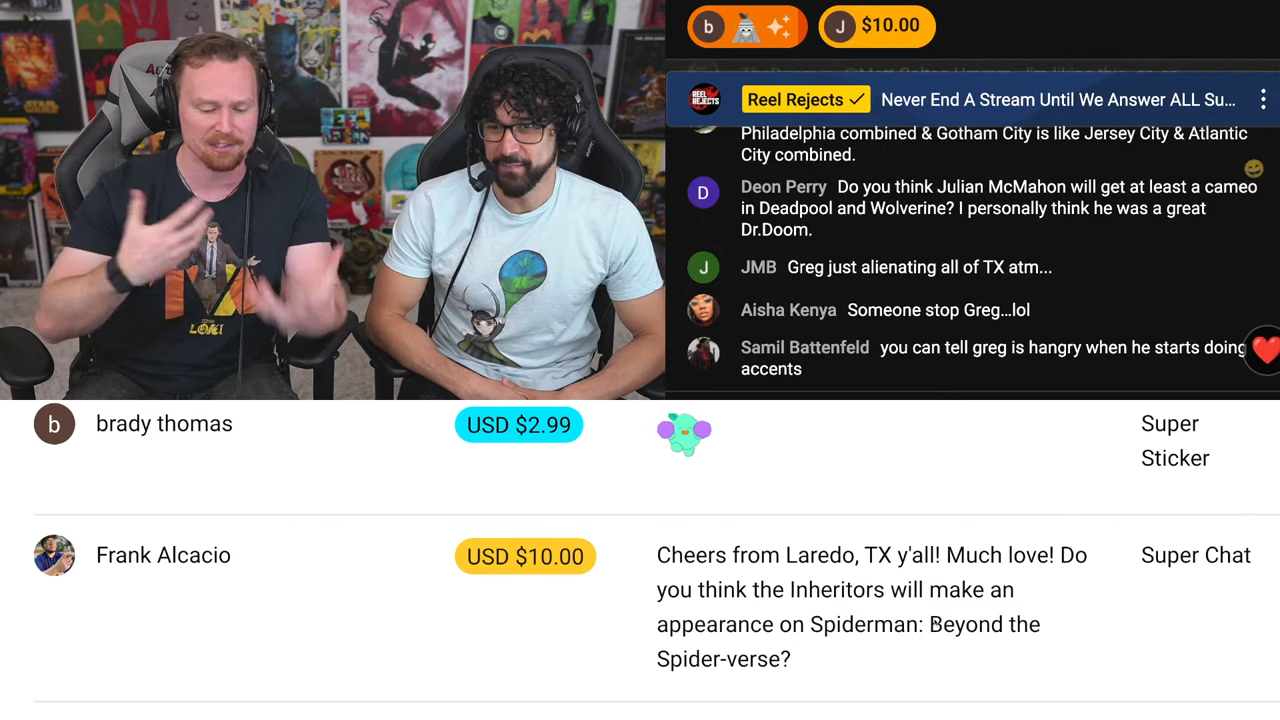 b
J
$10.00
REEL
REJECTS
Reel Rejects
Never End A Stream Until We Answer ALL Su...
Philadelphia combined & Gotham City is like Jersey City & Atlantic
City combined.
D
Deon Perry Do you think Julian McMahon will get at least a cameo
in Deadpool and Wolverine? I personally think he was a great
Dr.Doom.
J
JMB Greg just alienating all of TX atm...
Aisha Kenya Someone stop Greg...lol
Samil Battenfeld you can tell greg is hangry when he starts doing
accents
LOKI
b
brady thomas
USD $2.99
Super
Sticker
Frank Alcacio
USD $10.00
Cheers from Laredo, TX y'all! Much love! Do
you think the Inheritors will make an
appearance on Spiderman: Beyond the
Spider-verse?
Super Chat